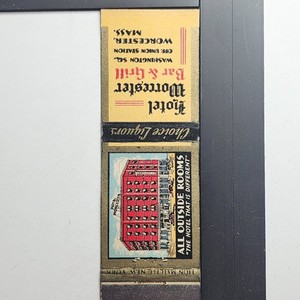 Hotel
Worcester
Bar & Grill
WASHINGTON SQ.,
OPP. UNION STATION
WORCESTER,
MASS.
Choice Liquors
ALL OUTSIDE ROOMS
"THE HOTEL THAT IS DIFFERENT"